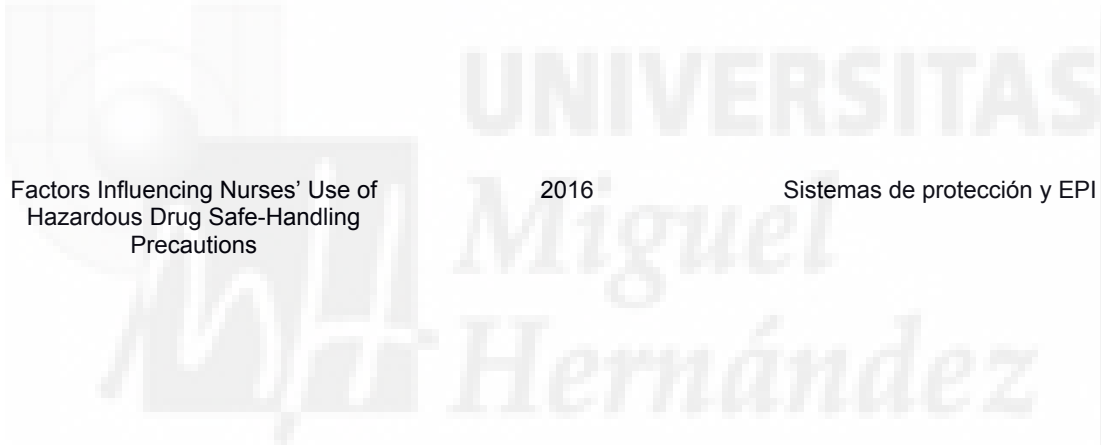 UNIVERSITAS
Miguel
Hernández
Factors Influencing Nurses’ Use of
Hazardous Drug Safe-Handling
Precautions
2016
Sistemas de protección y EPI